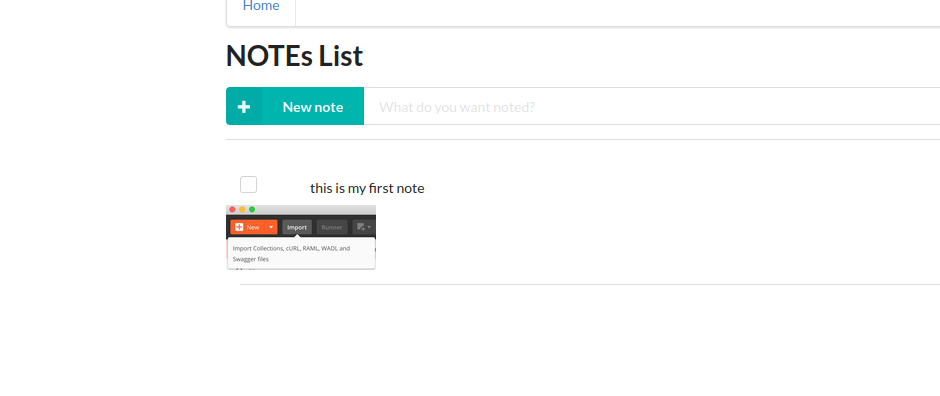 Home
NOTEs List
New note
What do you want noted?
this is my first note
New Import Runner
Import Collections, cURL, RAML, WADL and
Swagger files